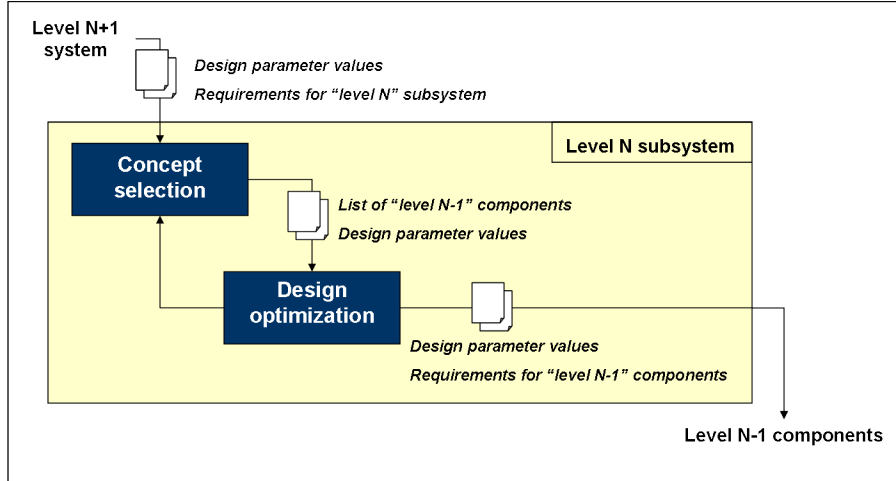 Level N+1
system
Design parameter values
Requirements for “level N” subsystem
Level N subsystem
Concept
selection
List of “level N-1” components
Design parameter values
Design
optimization
Design parameter values
Requirements for “level N-1” components
Level N-1 components